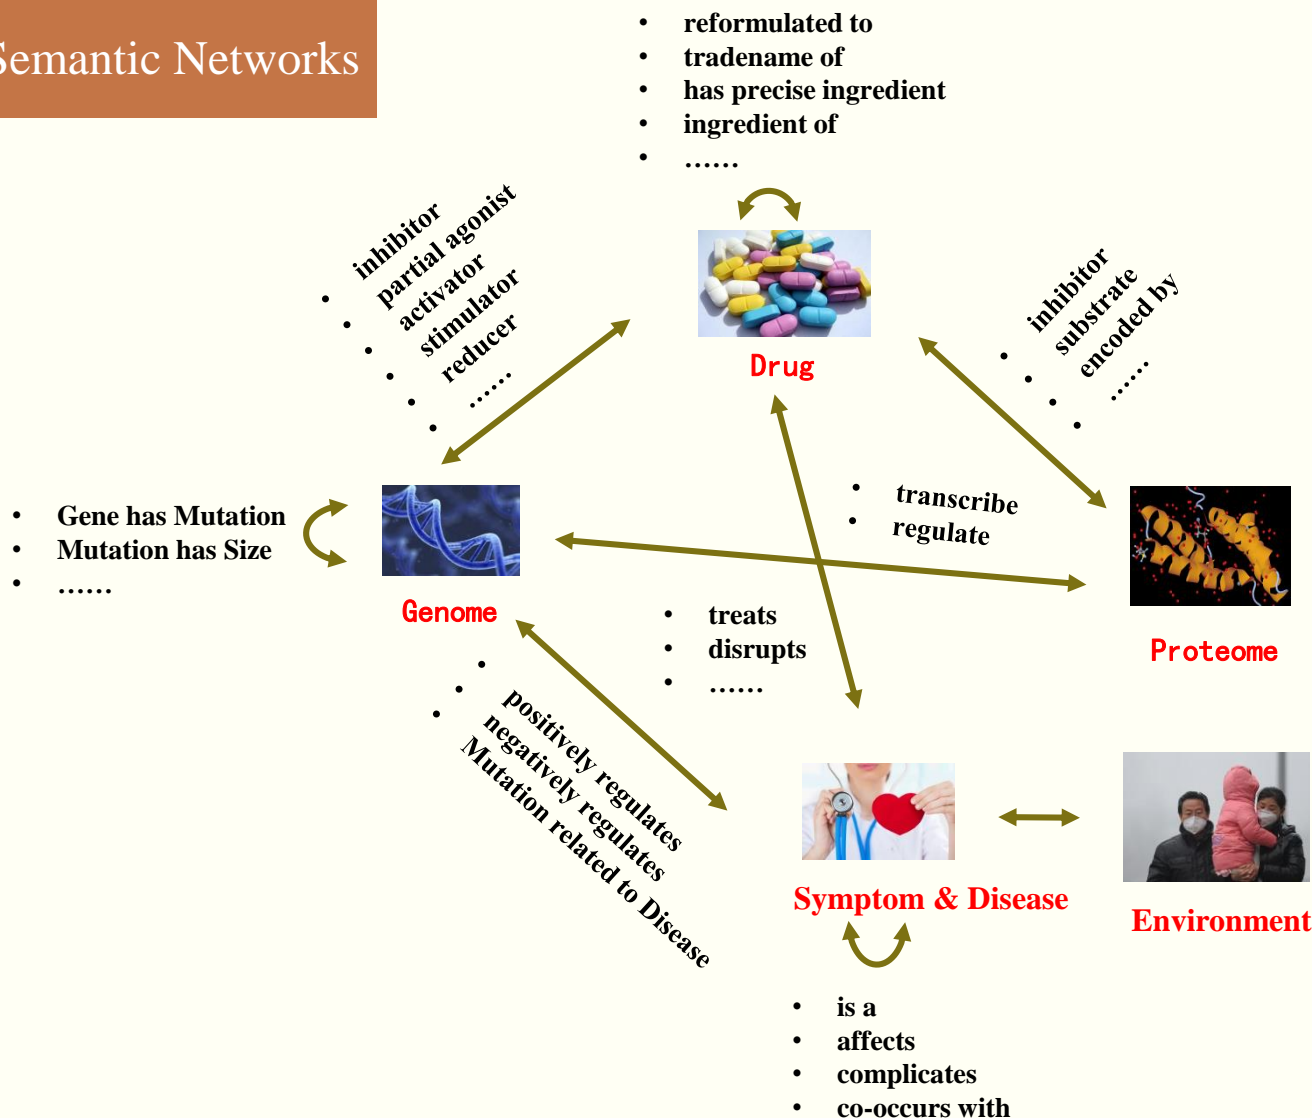 Semantic Networks
• reformulated to
• tradename of
• has precise ingredient
• ingredient of
• ......
• inhibitor
• partial agonist
• activator
• stimulator
• reducer
• ......
• inhibitor
• substrate
• encoded by
• ......
Drug
• Gene has Mutation
• Mutation has Size
• ......
• transcribe
• regulate
Genome
Proteome
• treats
• disrupts
• ......
• positively regulates
• negatively regulates
• Mutation related to Disease
Symptom & Disease
Environment
• is a
• affects
• complicates
• co-occurs with